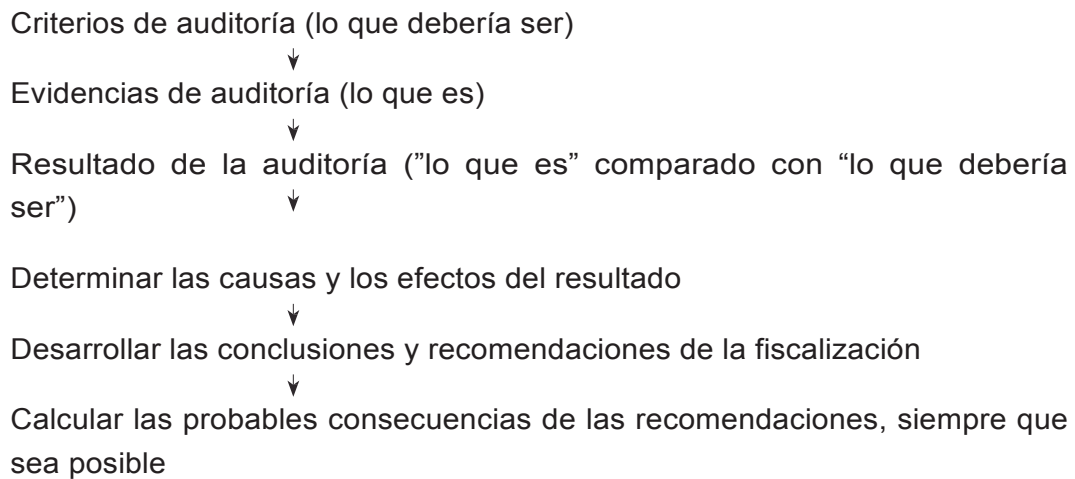 Criterios de auditoría (lo que debería ser)
Evidencias de auditoría (lo que es)
Resultado de la auditoría (”lo que es” comparado con “lo que debería
ser”)
Determinar las causas y los efectos del resultado
Desarrollar las conclusiones y recomendaciones de la fiscalización
Calcular las probables consecuencias de las recomendaciones, siempre que
sea posible